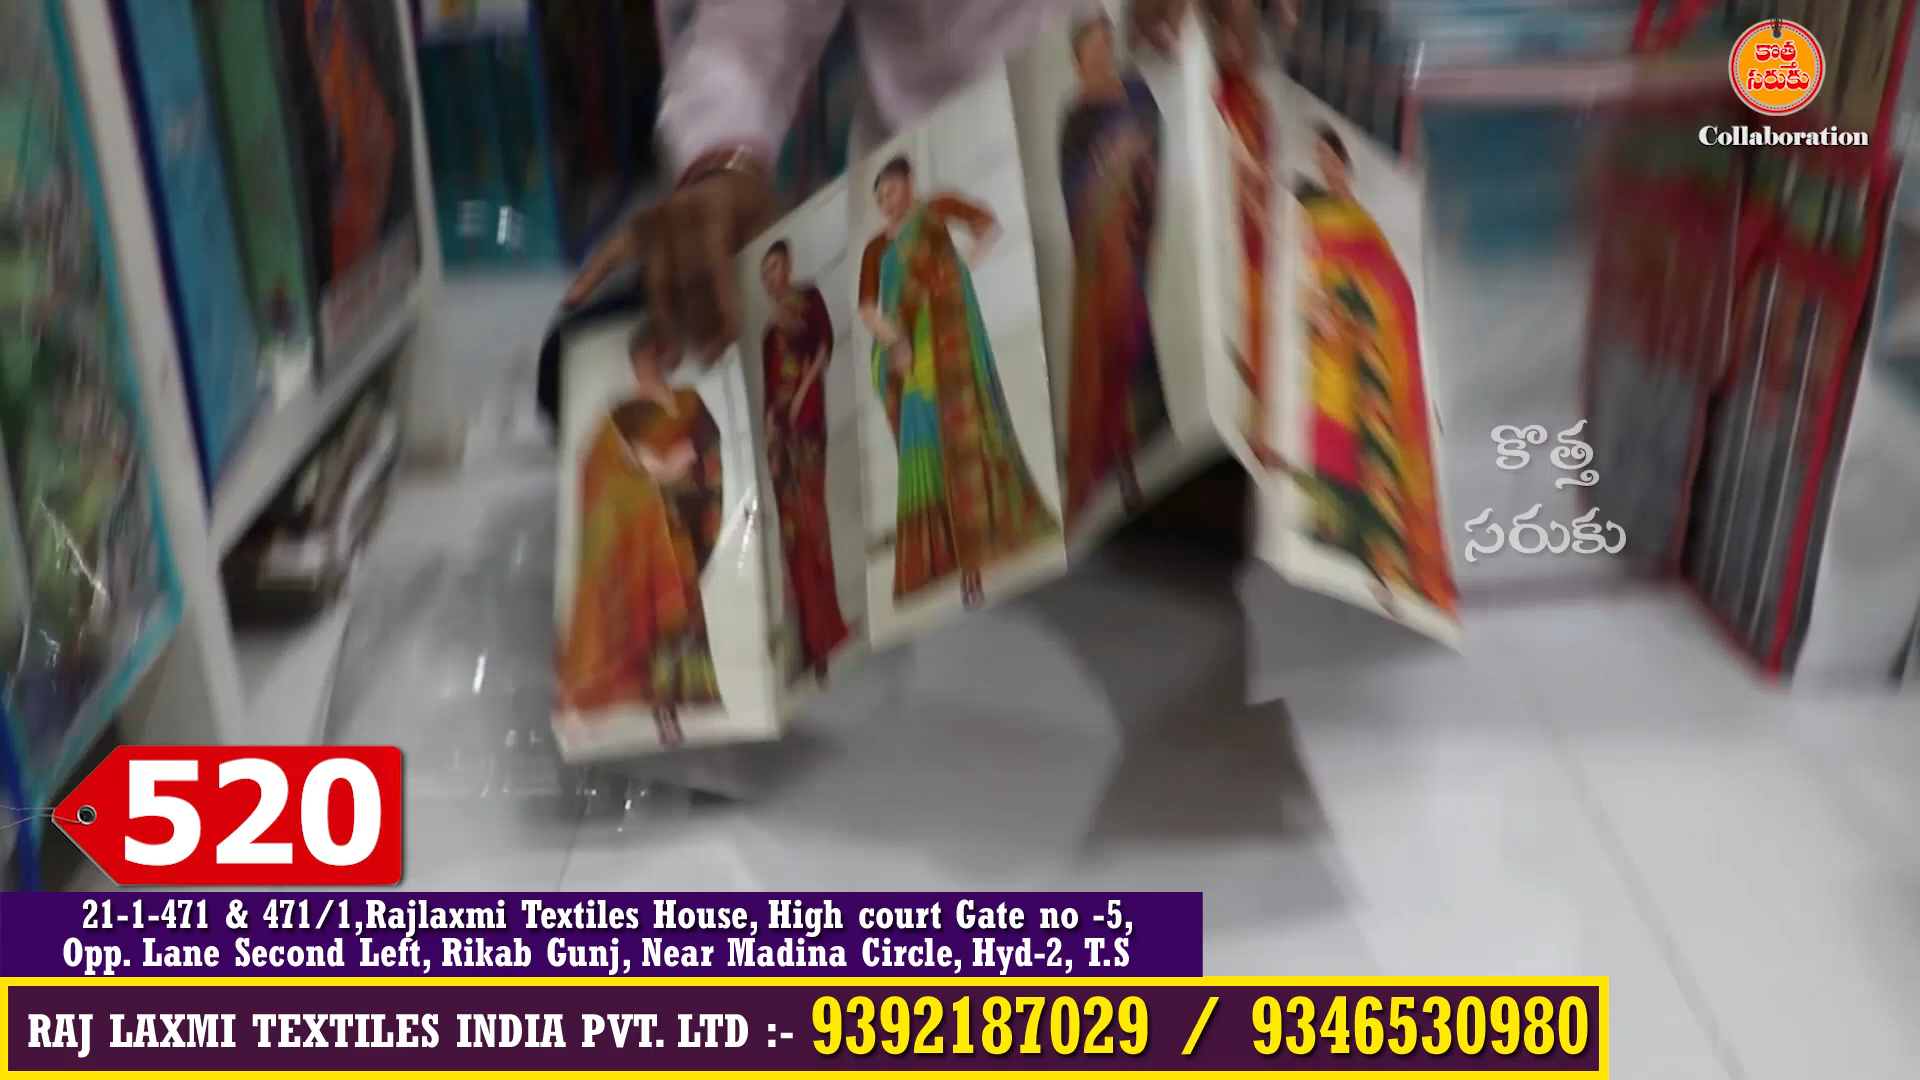 కొత్త
సరుకు
Collaboration
కొత్త
సరుకు
520
21-1-471 & 471/1,Rajlaxmi Textiles House, High court Gate no -5,
Opp. Lane Second Left, Rikab Gunj, Near Madina Circle, Hyd-2, T.S
RAJ LAXMI TEXTILES INDIA PVT. LTD :- 9392187029 / 9346530980